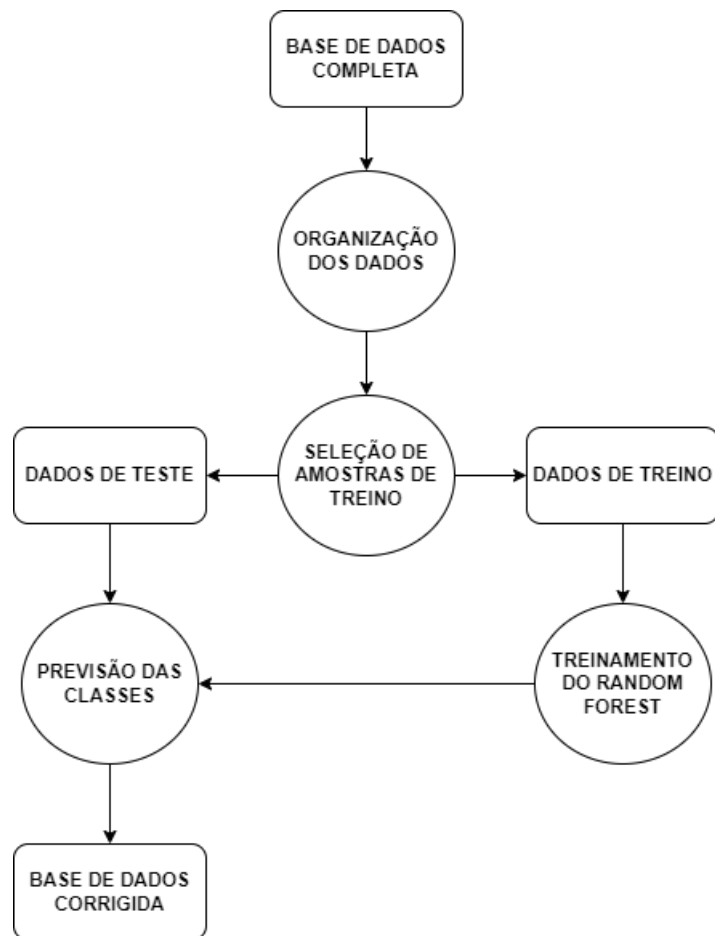 BASE DE DADOS
COMPLETA
ORGANIZAÇÃO
DOS DADOS
SELEÇÃO DE
AMOSTRAS DE
TREINO
DADOS DE TESTE
DADOS DE TREINO
PREVISÃO DAS
CLASSES
TREINAMENTO
DO RANDOM
FOREST
BASE DE DADOS
CORRIGIDA